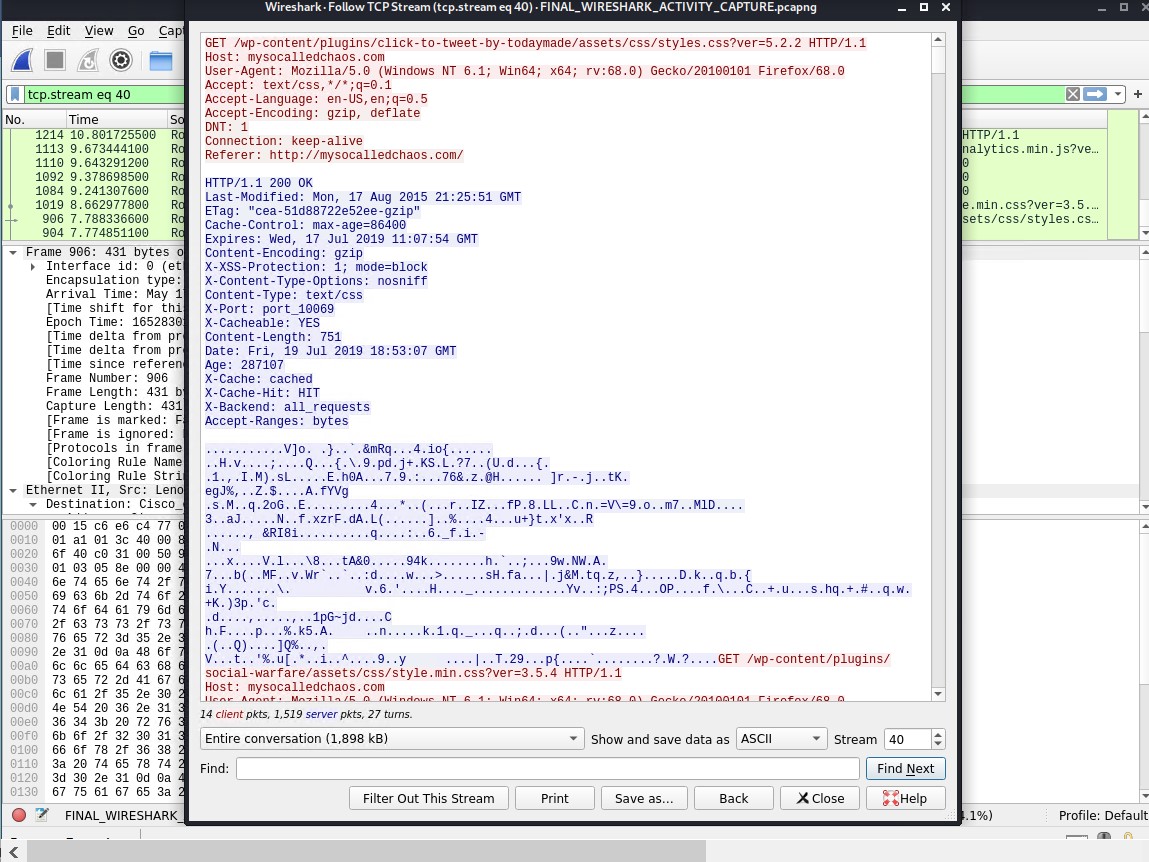 Wireshark · Follow TCP Stream (tcp.stream eq 40) · FINAL_WIRESHARK_ACTIVITY_CAPTURE.pcapng
File Edit View Go Capt
tcp.stream eq 40
No. Time So
1214 10.801725500 Ro
1113 9.673444100 Ro
1110 9.643291200 Ro
1092 9.378698500 Ro
1084 9.241307600 Ro
1019 8.662977800 Ro
906 7.788336600 Ro
904 7.774851100 Ro
HTTP/1.1
nalytics.min.js?ve…
0
0
0
e.min.css?ver=3.5.…
sets/css/styles.cs…
Frame 906: 431 bytes o
Interface id: 0 (eth
Encapsulation type:
Arrival Time: May 1
[Time shift for this
Epoch Time: 16528303
[Time delta from pre
[Time delta from pre
[Time since referenc
Frame Number: 906
Frame Length: 431 by
Capture Length: 431
[Frame is marked: Fa
[Frame is ignored:
[Protocols in frame
[Coloring Rule Name
[Coloring Rule Stri
Ethernet II, Src: Leno
Destination: Cisco_
0000 00 15 c6 e6 c4 77 0
0010 01 a1 01 3c 40 00 8
0020 6f 40 c0 31 00 50 9
0030 01 03 05 8e 00 00 4
0040 6e 74 65 6e 74 2f 7
0050 69 63 6b 2d 74 6f 2
0060 74 6f 64 61 79 6d 6
0070 2f 63 73 73 2f 73 7
0080 76 65 72 3d 35 2e 3
0090 2e 31 0d 0a 48 6f 7
00a0 6c 6c 65 64 63 68 6
00b0 73 65 72 2d 41 67 6
00c0 6c 61 2f 35 2e 30 2
00d0 4e 54 20 36 2e 31 3
00e0 36 34 3b 20 72 76 3
00f0 6b 6f 2f 32 30 31 3
0100 66 6f 78 2f 36 38 2
0110 3a 20 74 65 78 74 2
0120 3d 30 2e 31 0d 0a 4
0130 67 75 61 67 65 3a 2
GET /wp-content/plugins/click-to-tweet-by-todaymade/assets/css/styles.css?ver=5.2.2 HTTP/1.1
Host: mysocalledchaos.com
User-Agent: Mozilla/5.0 (Windows NT 6.1; Win64; x64; rv:68.0) Gecko/20100101 Firefox/68.0
Accept: text/css,*/*;q=0.1
Accept-Language: en-US,en;q=0.5
Accept-Encoding: gzip, deflate
DNT: 1
Connection: keep-alive
Referer: http://mysocalledchaos.com/
HTTP/1.1 200 OK
Last-Modified: Mon, 17 Aug 2015 21:25:51 GMT
ETag: "cea-51d88722e52ee-gzip"
Cache-Control: max-age=86400
Expires: Wed, 17 Jul 2019 11:07:54 GMT
Content-Encoding: gzip
X-XSS-Protection: 1; mode=block
X-Content-Type-Options: nosniff
Content-Type: text/css
X-Port: port_10069
X-Cacheable: YES
Content-Length: 751
Date: Fri, 19 Jul 2019 18:53:07 GMT
Age: 287107
X-Cache: cached
X-Cache-Hit: HIT
X-Backend: all_requests
Accept-Ranges: bytes
...........V]o. .}..`.&mRq...4.io{......
..H.v....;....Q...{.\.9.pd.j+.KS.L.?7..(U.d...{.
.1.,.I.M).sL.....E.h0A...7.9.:...76&.z.@H...... ]r.-.j..tK.
egJ%,..Z.$....A.fYVg
.s.M..q.2oG..E.........4...*..(...r..IZ...fP.8.LL..C.n.=V\=9.o..m7..MlD....
3..aJ.....N..f.xzrF.dA.L(......]..%....4...u+}t.x'x..R
......, &RI8i..........q....:..6._f.i.-
.N...
...x....V.l...\8...tA&0.....94k........h.`..;...9w.NW.A.
7...b(..MF..v.Wr`..`..:d....w...>......sH.fa...|.j&M.tq.z,..}.....D.k..q.b.{
i.Y.......\. v.6.'....H...._.............Yv..:;PS.4...OP....f.\...C..+.u...s.hq.+.#..q.w.
+K.)3p.'c.
.d....,.....,..1pG~jd....C
h.F....p...%.k5.A. ..n.....k.1.q._...q..;.d...(.."...z....
.(..Q)....]Q%..,.
V...t..'%.u[.*..i..^....9..y ....|..T.29...p{....`........?.W.?....GET /wp-content/plugins/
social-warfare/assets/css/style.min.css?ver=3.5.4 HTTP/1.1
Host: mysocalledchaos.com
User-Agent: Mozilla/5.0 (Windows NT 6.1; Win64; x64; rv:68.0) Gecko/20100101 Firefox/68.0
14 client pkts, 1,519 server pkts, 27 turns.
Entire conversation (1,898 kB) Show and save data as ASCII Stream 40
Find: Find Next
Filter Out This Stream Print Save as… Back Close Help
FINAL_WIRESHARK_
4.1%) Profile: Default